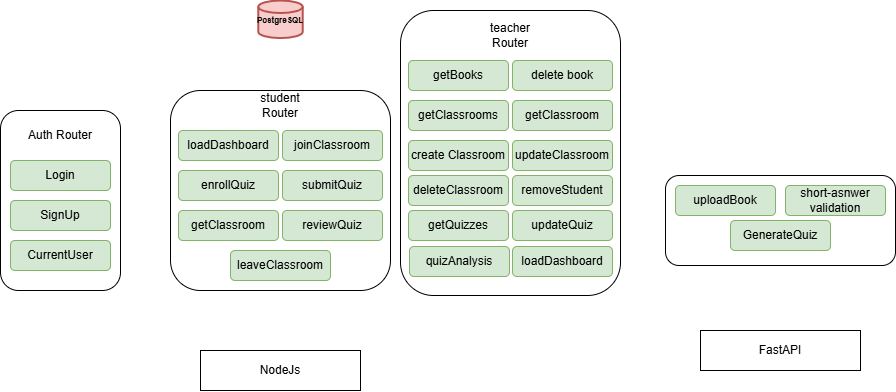 PostgreSQL
teacher
Router
getBooks
delete book
getClassrooms
getClassroom
create Classroom
updateClassroom
deleteClassroom
removeStudent
getQuizzes
updateQuiz
quizAnalysis
loadDashboard
student
Router
loadDashboard
joinClassroom
enrollQuiz
submitQuiz
getClassroom
reviewQuiz
leaveClassroom
Auth Router
Login
SignUp
CurrentUser
uploadBook
short-asnwer
validation
GenerateQuiz
NodeJs
FastAPI